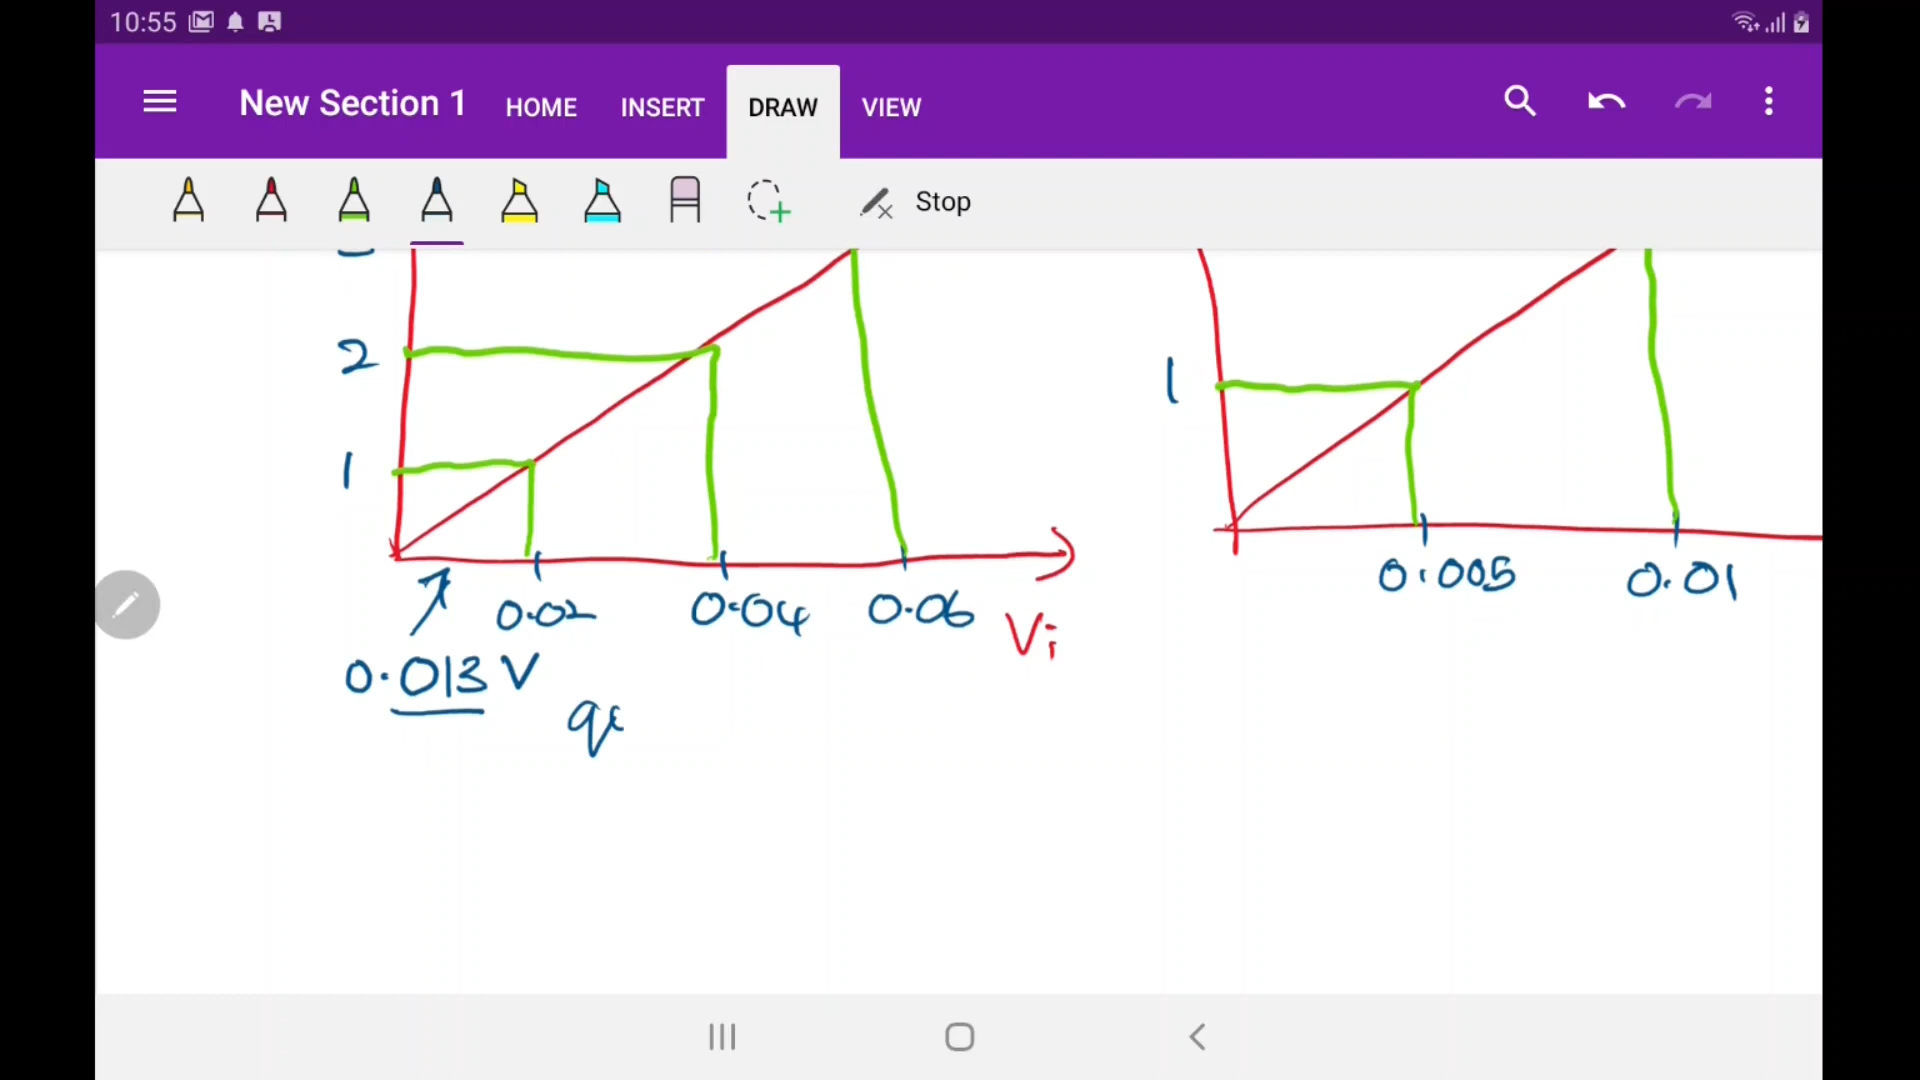 10:55
New Section 1 HOME INSERT DRAW VIEW
Stop
2
1
1
0.02 0.04 0.06 Vi
0.005 0.01
0.013 V